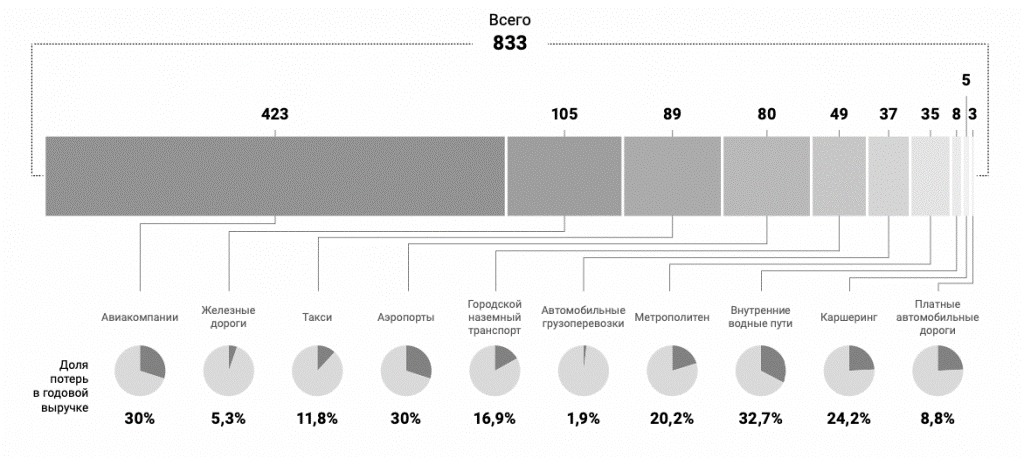 Всего
833
5
423 105 89 80 49 37 35 8 3
Авиакомпании
Железные
дороги
Такси
Аэропорты
Городской
наземный
транспорт
Автомобильные
грузоперевозки
Метрополитен
Внутренние
водные пути
Каршеринг
Платные
автомобильные
дороги
Доля
потерь
в годовой
выручке
30% 5,3% 11,8% 30% 16,9% 1,9% 20,2% 32,7% 24,2% 8,8%